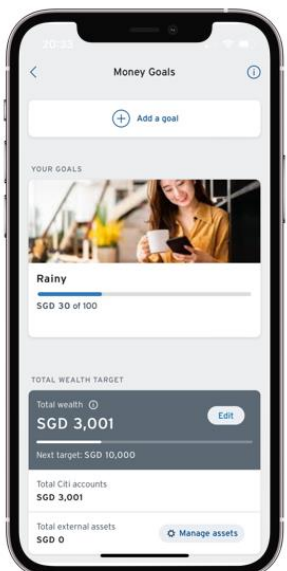 20:33
Money Goals
Add a goal
YOUR GOALS
Rainy
SGD 30 of 100
TOTAL WEALTH TARGET
Total wealth
SGD 3,001
Edit
Next target: SGD 10,000
Total Citi accounts
SGD 3,001
Total external assets
SGD 0
Manage assets